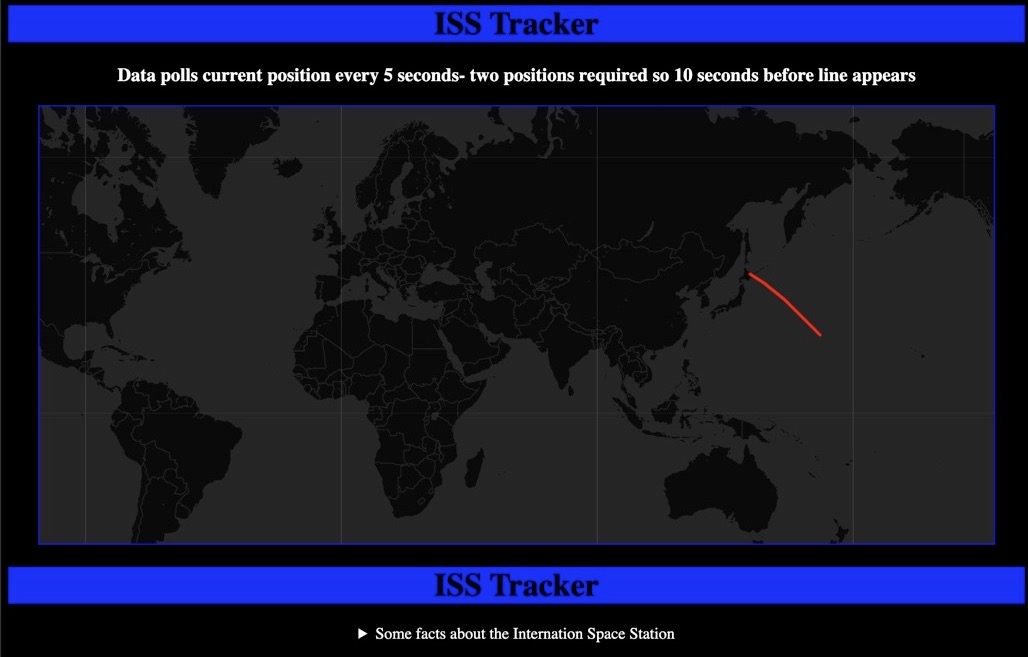 ISS Tracker
Data polls current position every 5 seconds- two positions required so 10 seconds before line appears
ISS Tracker
Some facts about the Internation Space Station